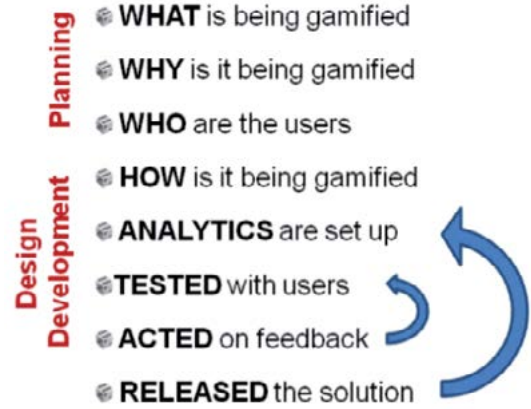 Planning
WHAT is being gamified
WHY is it being gamified
WHO are the users
Design
Development
HOW is it being gamified
ANALYTICS are set up
TESTED with users
ACTED on feedback
RELEASED the solution